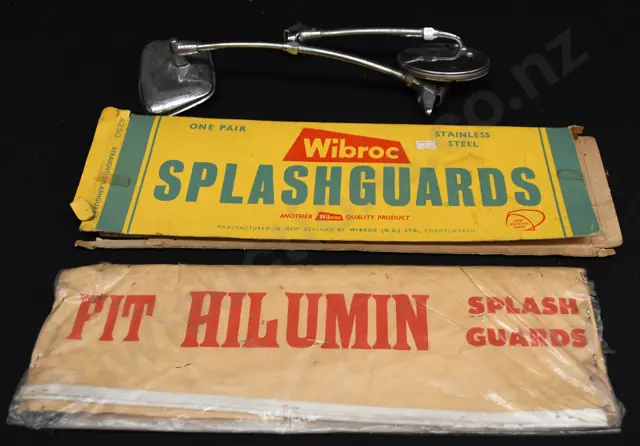 ONE PAIR
STAINLESS
STEEL
Wibroc
SPLASHGUARDS
ANOTHER Wibroc QUALITY PRODUCT
MANUFACTURED IN NEW ZEALAND BY WIBROC (N.Z.) LTD., CHRISTCHURCH
FIT HILUMIN
SPLASH
GUARDS